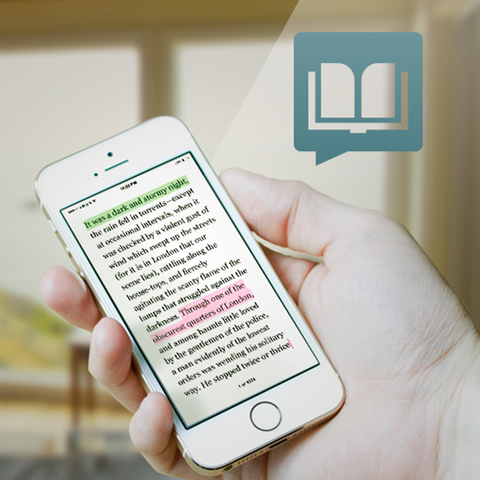 It was a dark and stormy night,
the rain fell in torrents—except
at occasional intervals, when it
was checked by a violent gust of
wind which swept up the streets
(for it is in London that our
scene lies), rattling along the
house-tops, and fiercely
agitating the scanty flame of the
lamps that struggled against the
darkness. Through one of the
obscurest quarters of London,
and among haunts little loved
by the gentlemen of the police,
a man evidently of the lowest
orders was wending his solitary
way. He stopped twice or thrice